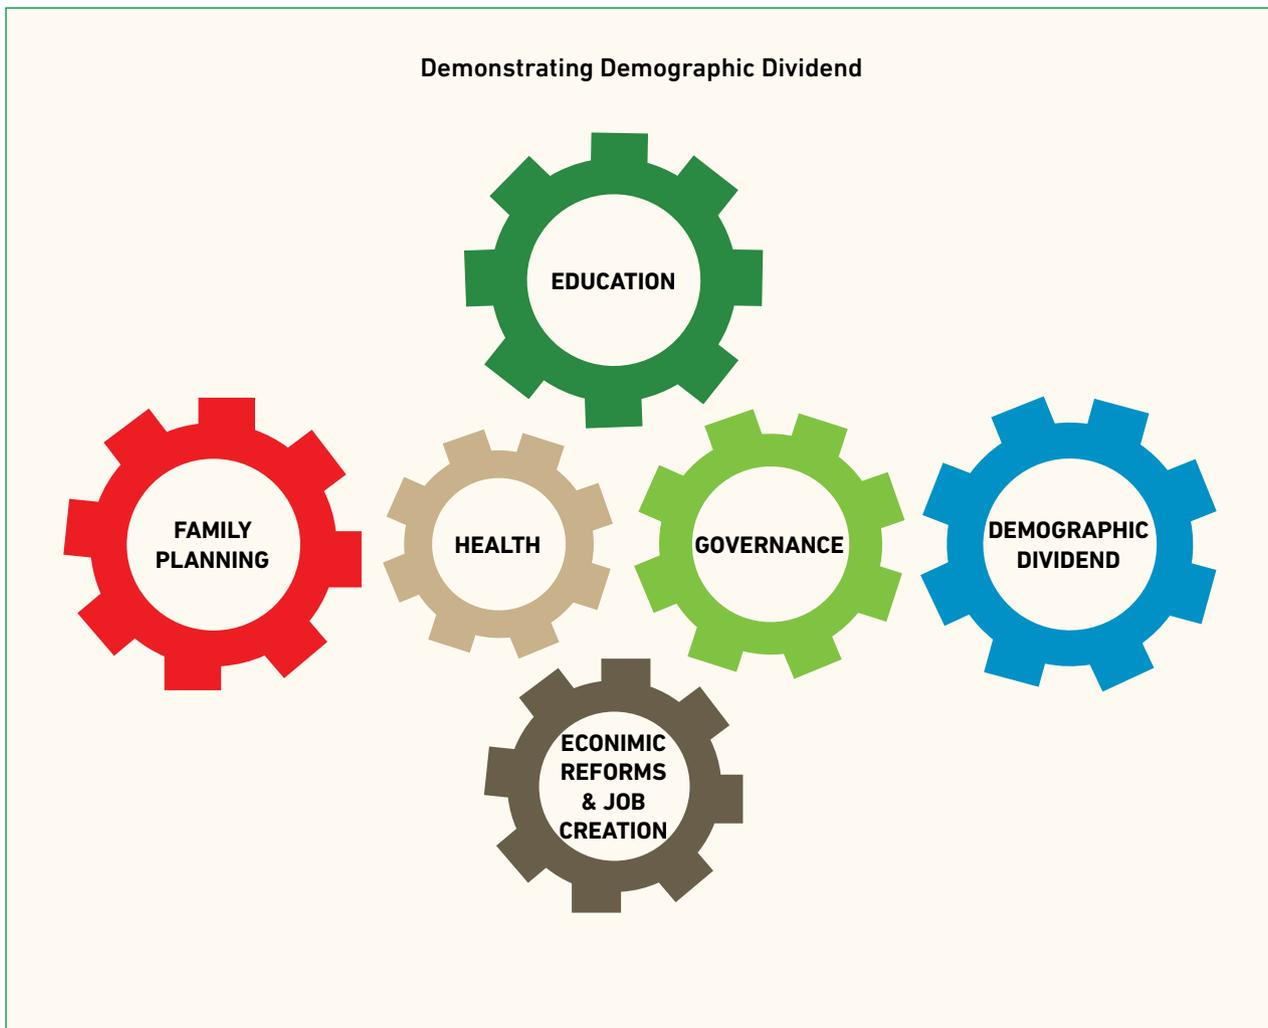 Demonstrating Demographic Dividend
EDUCATION
FAMILY
PLANNING
HEALTH
GOVERNANCE
DEMOGRAPHIC
DIVIDEND
ECONIMIC
REFORMS
& JOB
CREATION